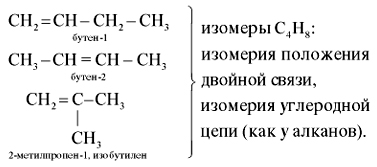 CH₂=CH–CH₂–CH₃
бутен-1
CH₃–CH=CH–CH₃
бутен-2
CH₂=C–CH₃
|
CH₃
2-метилпропен-1, изобутилен
изомеры C₄H₈:
изомерия положения
двойной связи,
изомерия углеродной
цепи (как у алканов).